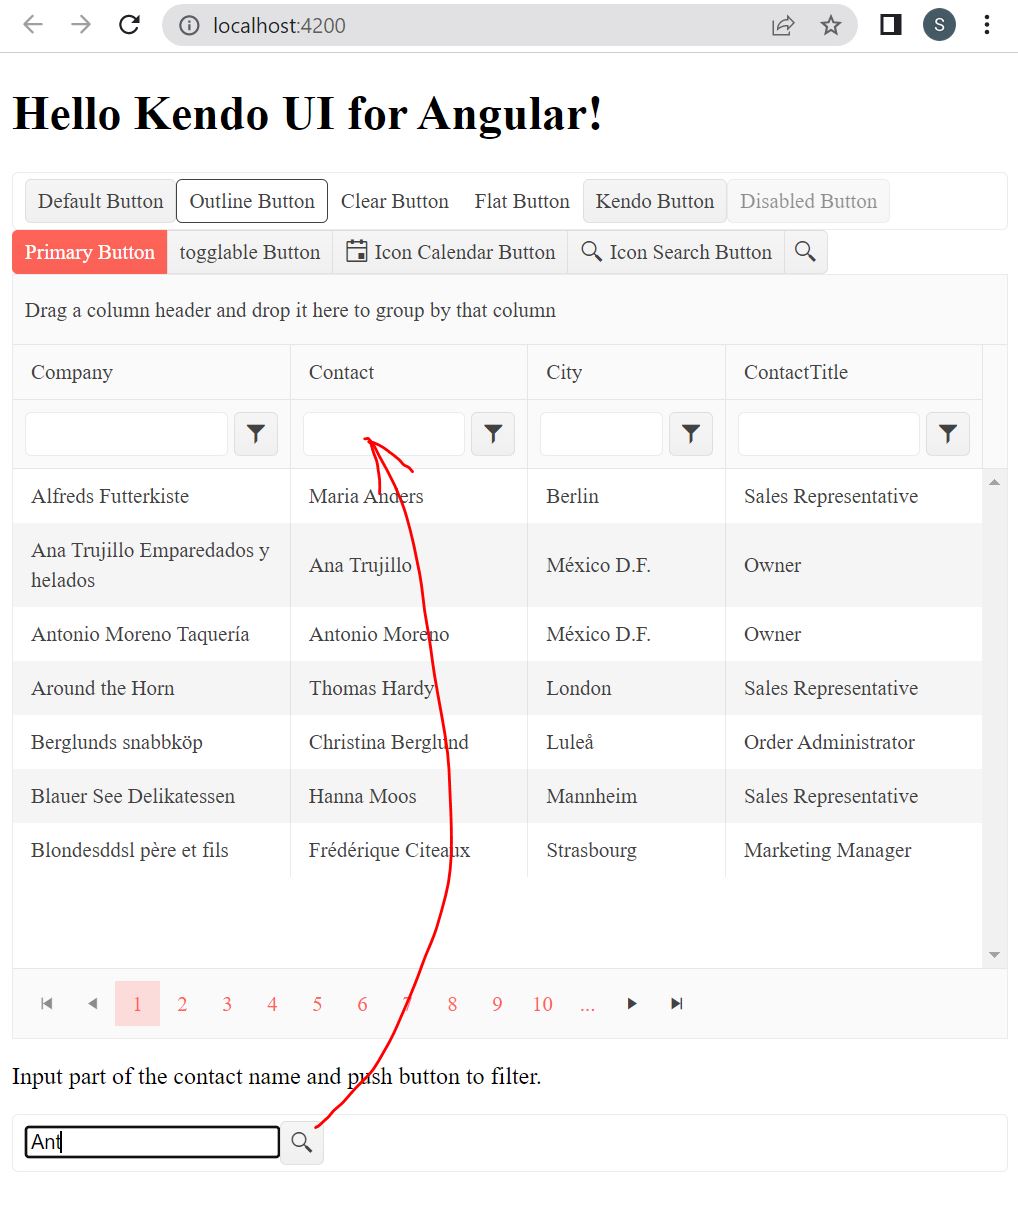 localhost:4200
S
Hello Kendo UI for Angular!
Default Button Outline Button Clear Button Flat Button Kendo Button Disabled Button
Primary Button togglable Button Icon Calendar Button Icon Search Button
Drag a column header and drop it here to group by that column
Company Contact City ContactTitle
Alfreds Futterkiste Maria Anders Berlin Sales Representative
Ana Trujillo Emparedados y
helados Ana Trujillo México D.F. Owner
Antonio Moreno Taquería Antonio Moreno México D.F. Owner
Around the Horn Thomas Hardy London Sales Representative
Berglunds snabbköp Christina Berglund Luleå Order Administrator
Blauer See Delikatessen Hanna Moos Mannheim Sales Representative
Blondesddsl père et fils Frédérique Citeaux Strasbourg Marketing Manager
1 2 3 4 5 6 7 8 9 10 ...
Input part of the contact name and push button to filter.
Ant